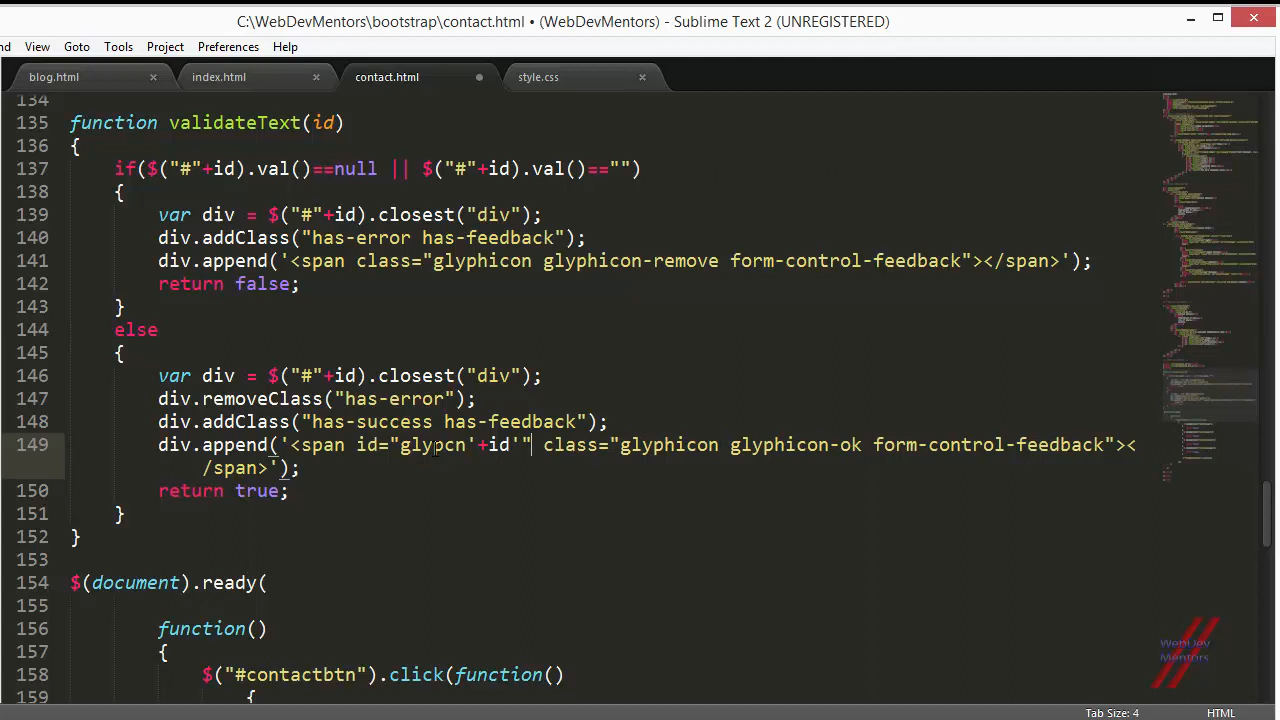 C:\WebDevMentors\bootstrap\contact.html • (WebDevMentors) - Sublime Text 2 (UNREGISTERED)
nd View Goto Tools Project Preferences Help
blog.html × index.html × contact.html style.css ×
134
135 function validateText(id)
136 {
137 if($("#"+id).val()==null || $("#"+id).val()=="")
138 {
139 var div = $("#"+id).closest("div");
140 div.addClass("has-error has-feedback");
141 div.append('<span class="glyphicon glyphicon-remove form-control-feedback"></span>');
142 return false;
143 }
144 else
145 {
146 var div = $("#"+id).closest("div");
147 div.removeClass("has-error");
148 div.addClass("has-success has-feedback");
149 div.append('<span id="glypcn'+id'" class="glyphicon glyphicon-ok form-control-feedback"><
/span>');
150 return true;
151 }
152 }
153
154 $(document).ready(
155
156 function()
157 {
158 $("#contactbtn").click(function()
159 {
WebDev
Mentors
Tab Size: 4 HTML